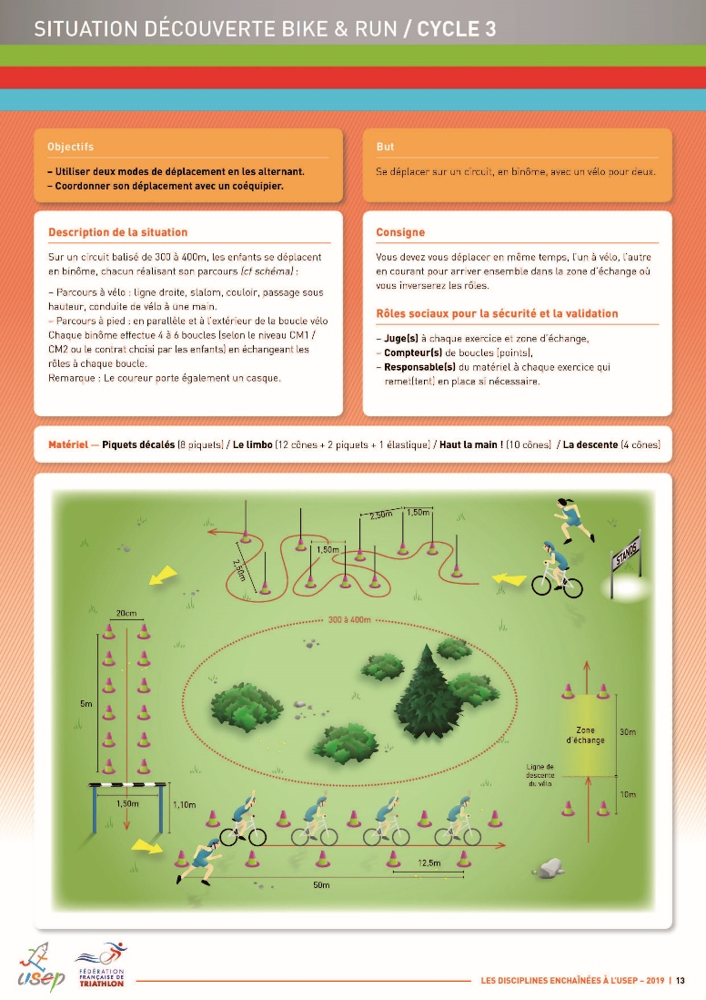 SITUATION DÉCOUVERTE BIKE & RUN / CYCLE 3
Objectifs
– Utiliser deux modes de déplacement en les alternant.
– Coordonner son déplacement avec un coéquipier.
But
Se déplacer sur un circuit, en binôme, avec un vélo pour deux.
Description de la situation
Sur un circuit balisé de 300 à 400m, les enfants se déplacent
en binôme, chacun réalisant son parcours (cf schéma) :
– Parcours à vélo : ligne droite, slalom, couloir, passage sous
hauteur, conduite de vélo à une main.
– Parcours à pied : en parallèle et à l'extérieur de la boucle vélo
Chaque binôme effectue 4 à 6 boucles (selon le niveau CM1 /
CM2 ou le contrat choisi par les enfants) en échangeant les
rôles à chaque boucle.
Remarque : Le coureur porte également un casque.
Consigne
Vous devez vous déplacer en même temps, l'un à vélo, l'autre
en courant pour arriver ensemble dans la zone d'échange où
vous inverserez les rôles.
Rôles sociaux pour la sécurité et la validation
– Juge(s) à chaque exercice et zone d'échange,
– Compteur(s) de boucles (points),
– Responsable(s) du matériel à chaque exercice qui
remet(tent) en place si nécessaire.
Matériel — Piquets décalés (8 piquets) / Le limbo (12 cônes + 2 piquets + 1 élastique) / Haut la main ! (10 cônes) / La descente (4 cônes)
2,50m
1,50m
1,50m
2,50m
STANDS
20cm
300 à 400m
5m
Zone
d'échange
30m
Ligne de
descente
du vélo
10m
1,50m
1,10m
12,5m
50m
usep
FÉDÉRATION
FRANÇAISE DE
TRIATHLON
LES DISCIPLINES ENCHAÎNÉES À L'USEP – 2019 | 13